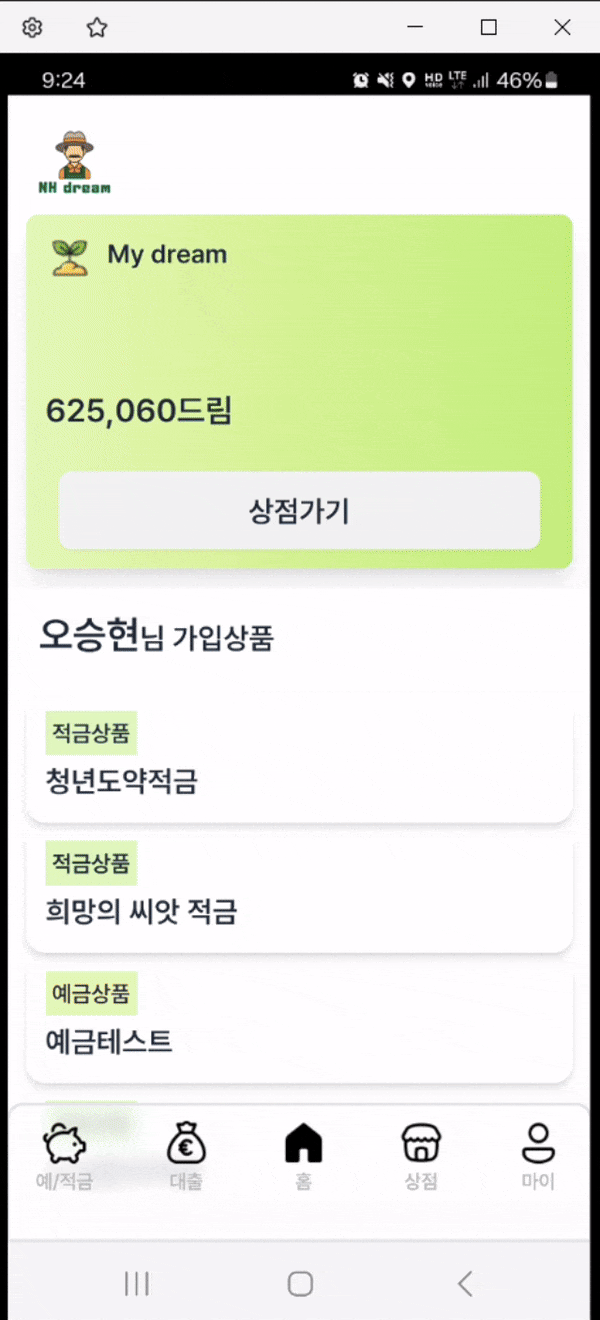 9:24
HD voice LTE 46%
NH dream
My dream
625,060드림
상점가기
오승현님 가입상품
적금상품
청년도약적금
적금상품
희망의 씨앗 적금
예금상품
예금테스트
예/적금 대출 홈 상점 마이